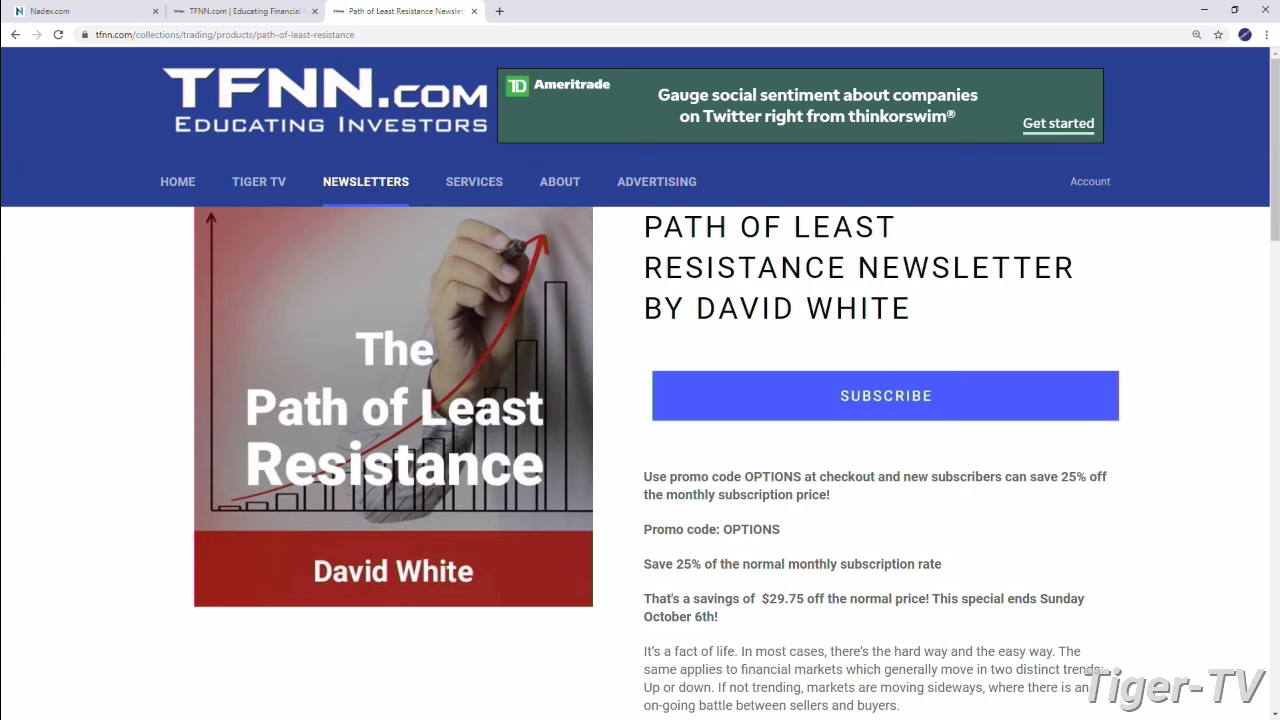 Nadex.com
TFNN.com | Educating Financial
Path of Least Resistance Newslet
tfnn.com/collections/trading/products/path-of-least-resistance
TFNN.COM
EDUCATING INVESTORS
TD Ameritrade
Gauge social sentiment about companies
on Twitter right from thinkorswim®
Get started
HOME TIGER TV NEWSLETTERS SERVICES ABOUT ADVERTISING Account
The
Path of Least
Resistance
David White
PATH OF LEAST
RESISTANCE NEWSLETTER
BY DAVID WHITE
SUBSCRIBE
Use promo code OPTIONS at checkout and new subscribers can save 25% off
the monthly subscription price!
Promo code: OPTIONS
Save 25% of the normal monthly subscription rate
That's a savings of $29.75 off the normal price! This special ends Sunday
October 6th!
It's a fact of life. In most cases, there's the hard way and the easy way. The
same applies to financial markets which generally move in two distinct trends:
Up or down. If not trending, markets are moving sideways, where there is an
on-going battle between sellers and buyers.
Tiger-TV